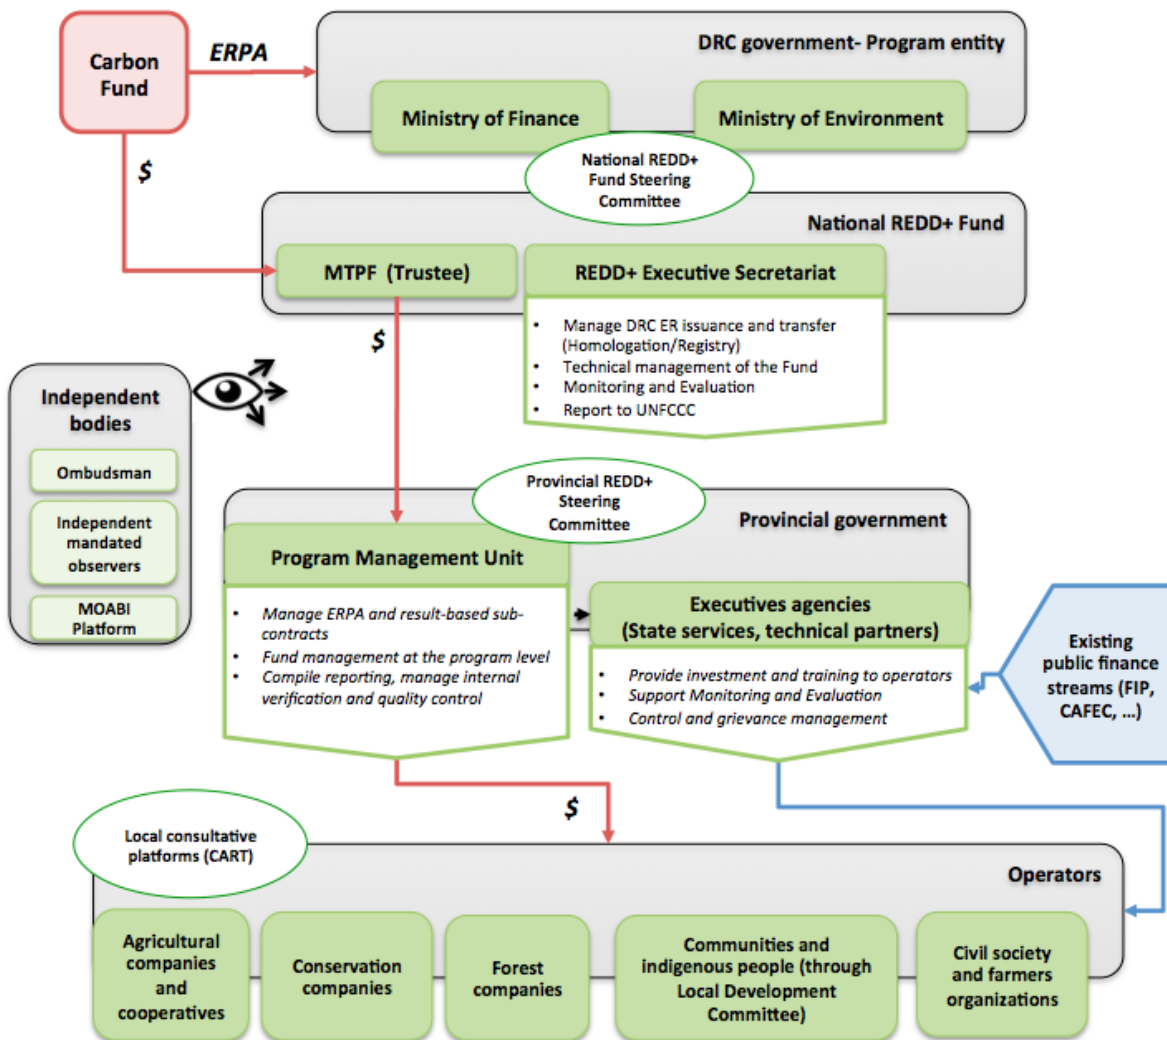 Carbon
Fund
ERPA
DRC government- Program entity
Ministry of Finance
Ministry of Environment
$
National REDD+
Fund Steering
Committee
National REDD+ Fund
MTPF (Trustee)
REDD+ Executive Secretariat
• Manage DRC ER issuance and transfer
(Homologation/Registry)
• Technical management of the Fund
• Monitoring and Evaluation
• Report to UNFCCC
$
Independent
bodies
Ombudsman
Independent
mandated
observers
MOABI
Platform
Provincial REDD+
Steering
Committee
Provincial government
Program Management Unit
• Manage ERPA and result-based sub-
contracts
• Fund management at the program level
• Compile reporting, manage internal
verification and quality control
Executives agencies
(State services, technical partners)
• Provide investment and training to operators
• Support Monitoring and Evaluation
• Control and grievance management
Existing
public finance
streams (FIP,
CAFEC, ...)
$
Local consultative
platforms (CART)
Operators
Agricultural
companies
and
cooperatives
Conservation
companies
Forest
companies
Communities and
indigenous people (through
Local Development
Committee)
Civil society
and farmers
organizations